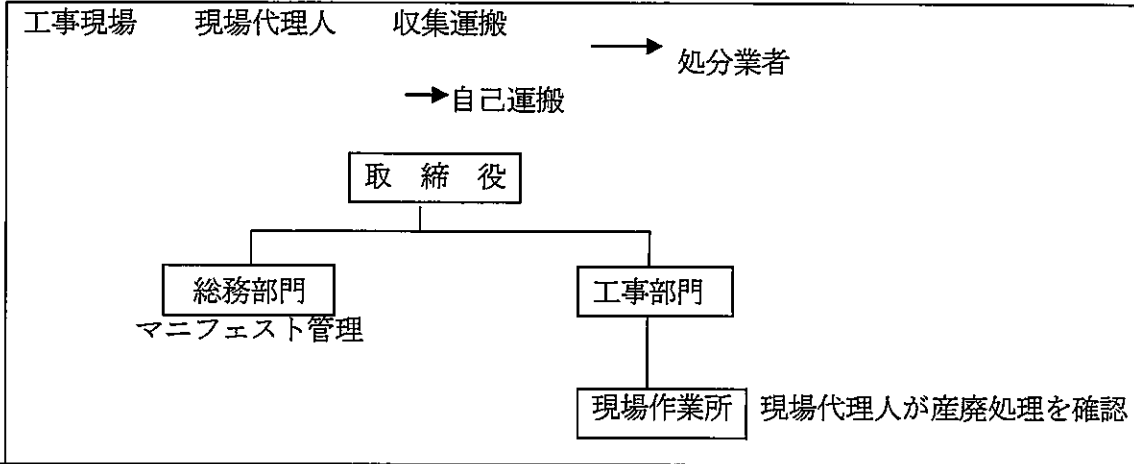 工事現場 現場代理人 収集運搬
処分業者
自己運搬
取 締 役
総務部門 工事部門
マニフェスト管理
現場作業所 現場代理人が産廃処理を確認